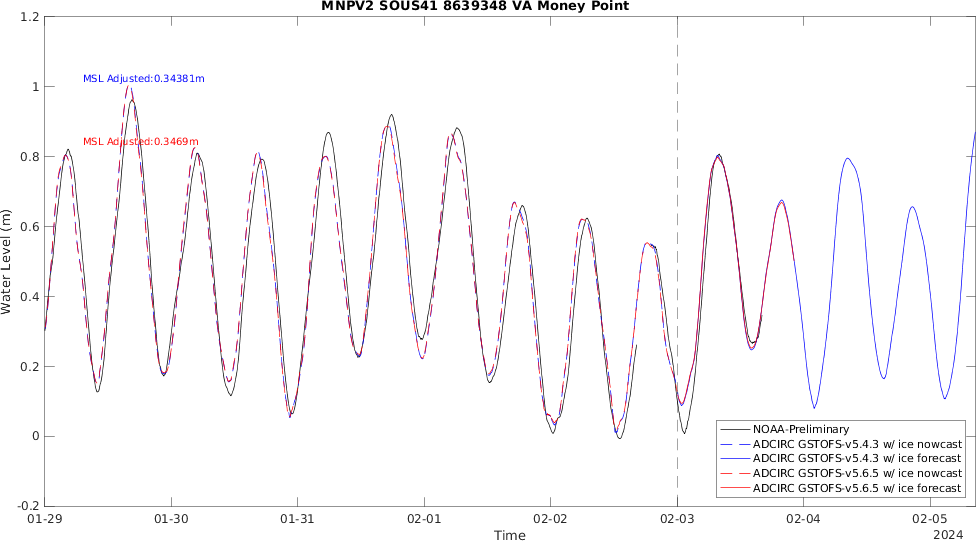 MNPV2 SOUS41 8639348 VA Money Point
1.2
1
0.8
0.6
0.4
0.2
0
-0.2
Water Level (m)
MSL Adjusted:0.34381m
MSL Adjusted:0.3469m
NOAA-Preliminary
ADCIRC GSTOFS-v5.4.3 w/ ice nowcast
ADCIRC GSTOFS-v5.4.3 w/ ice forecast
ADCIRC GSTOFS-v5.6.5 w/ ice nowcast
ADCIRC GSTOFS-v5.6.5 w/ ice forecast
01-29 01-30 01-31 02-01 02-02 02-03 02-04 02-05
Time
2024